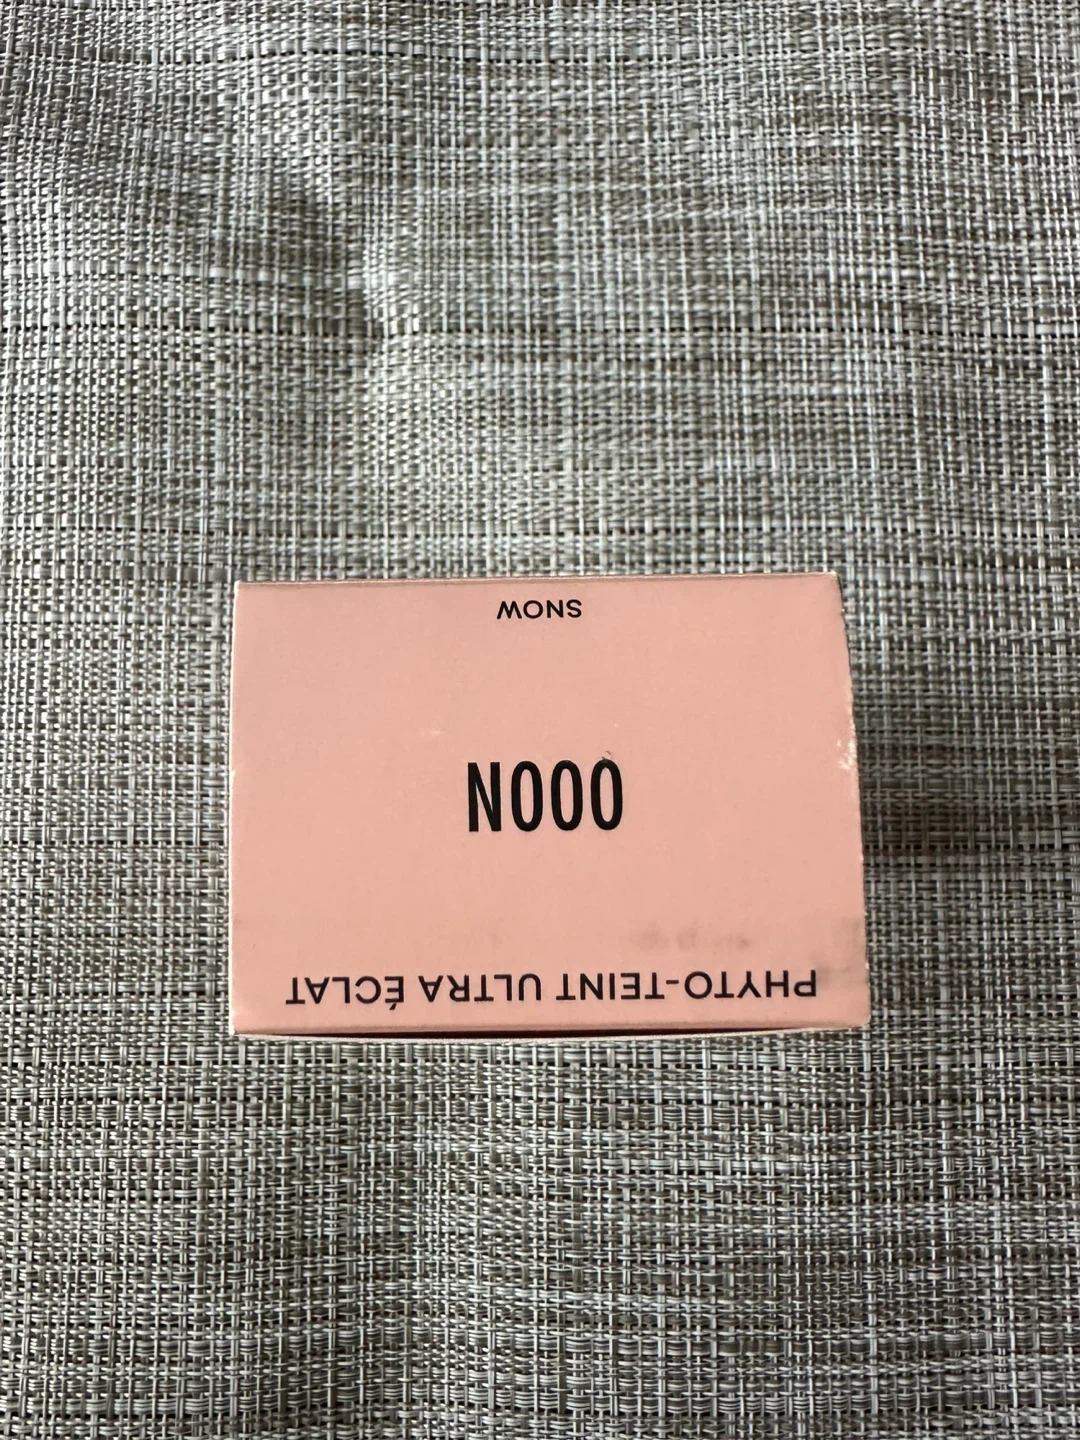 PHYTO-TEINT ULTRA ÉCLAT
000N
SNOW